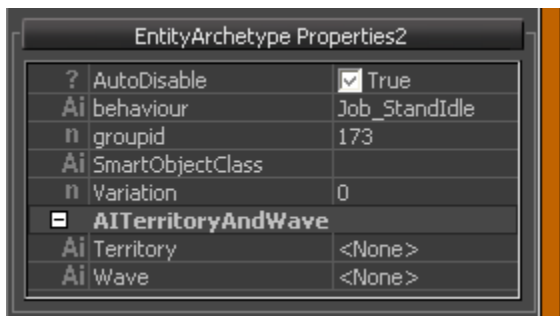 EntityArchetype Properties2
? AutoDisable True
Ai behaviour Job_StandIdle
n groupid 173
Ai SmartObjectClass
n Variation 0
AITerritoryAndWave
Ai Territory <None>
Ai Wave <None>